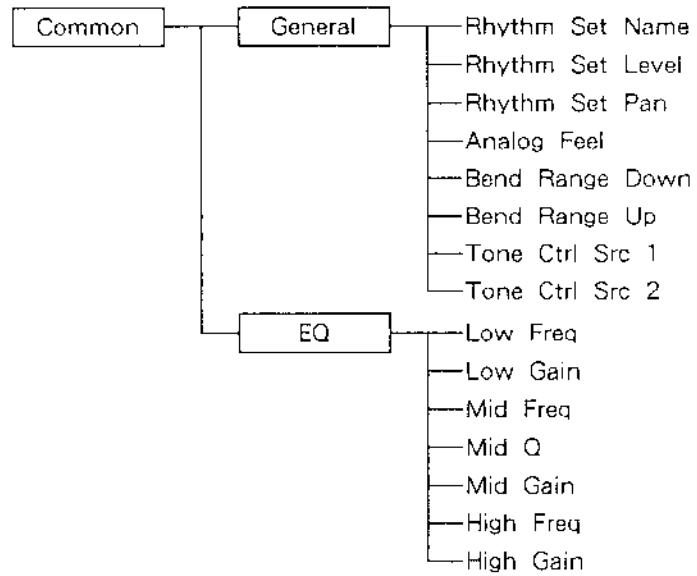 Common General Rhythm Set Name
Rhythm Set Level
Rhythm Set Pan
Analog Feel
Bend Range Down
Bend Range Up
Tone Ctrl Src 1
Tone Ctrl Src 2
EQ Low Freq
Low Gain
Mid Freq
Mid Q
Mid Gain
High Freq
High Gain